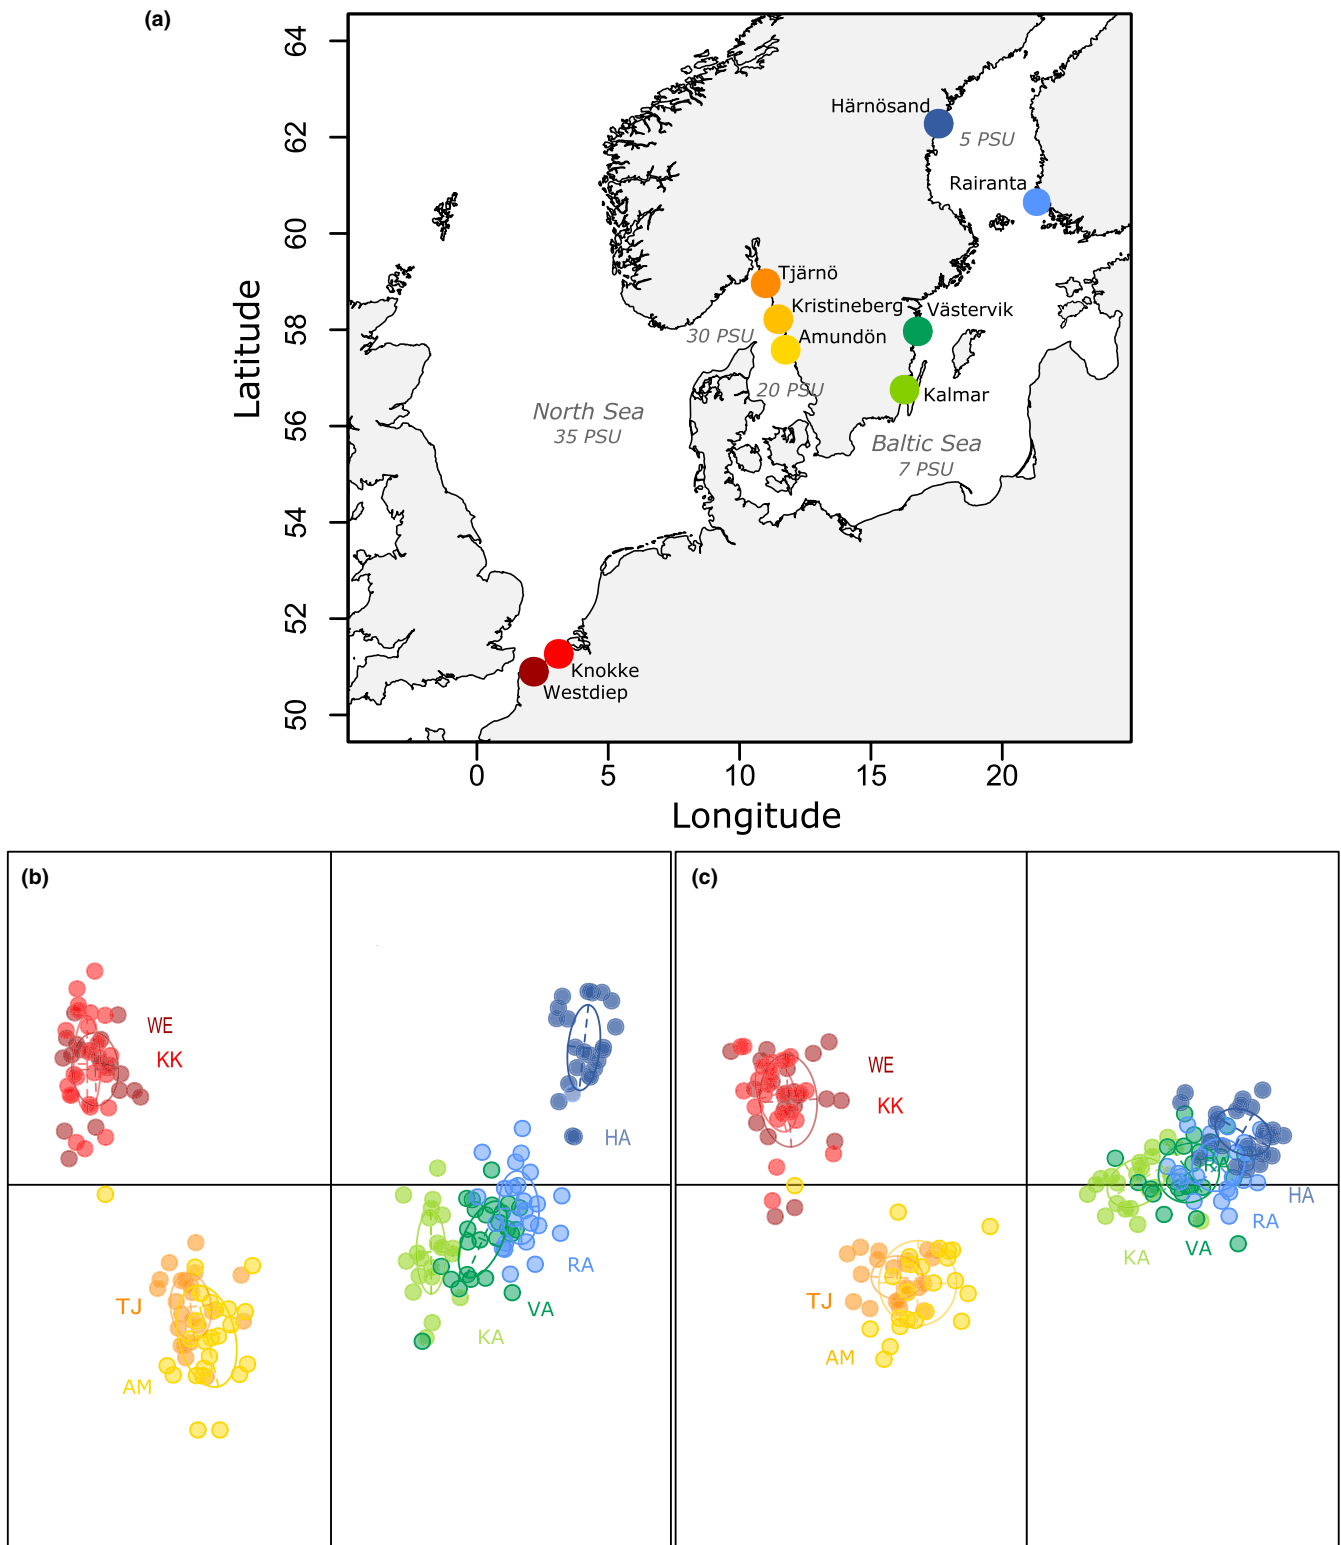 (a)
64
62
60
58
56
54
52
50
Latitude
Härnösand
5 PSU
Rairanta
Tjärnö
Kristineberg
Västervik
30 PSU
Amundön
20 PSU
Kalmar
North Sea
35 PSU
Baltic Sea
7 PSU
Knokke
Westdiep
0 5 10 15 20
Longitude
(b)
WE
KK
HA
RA
TJ
VA
KA
AM
(c)
WE
KK
HA
RA
VA
KA
TJ
AM